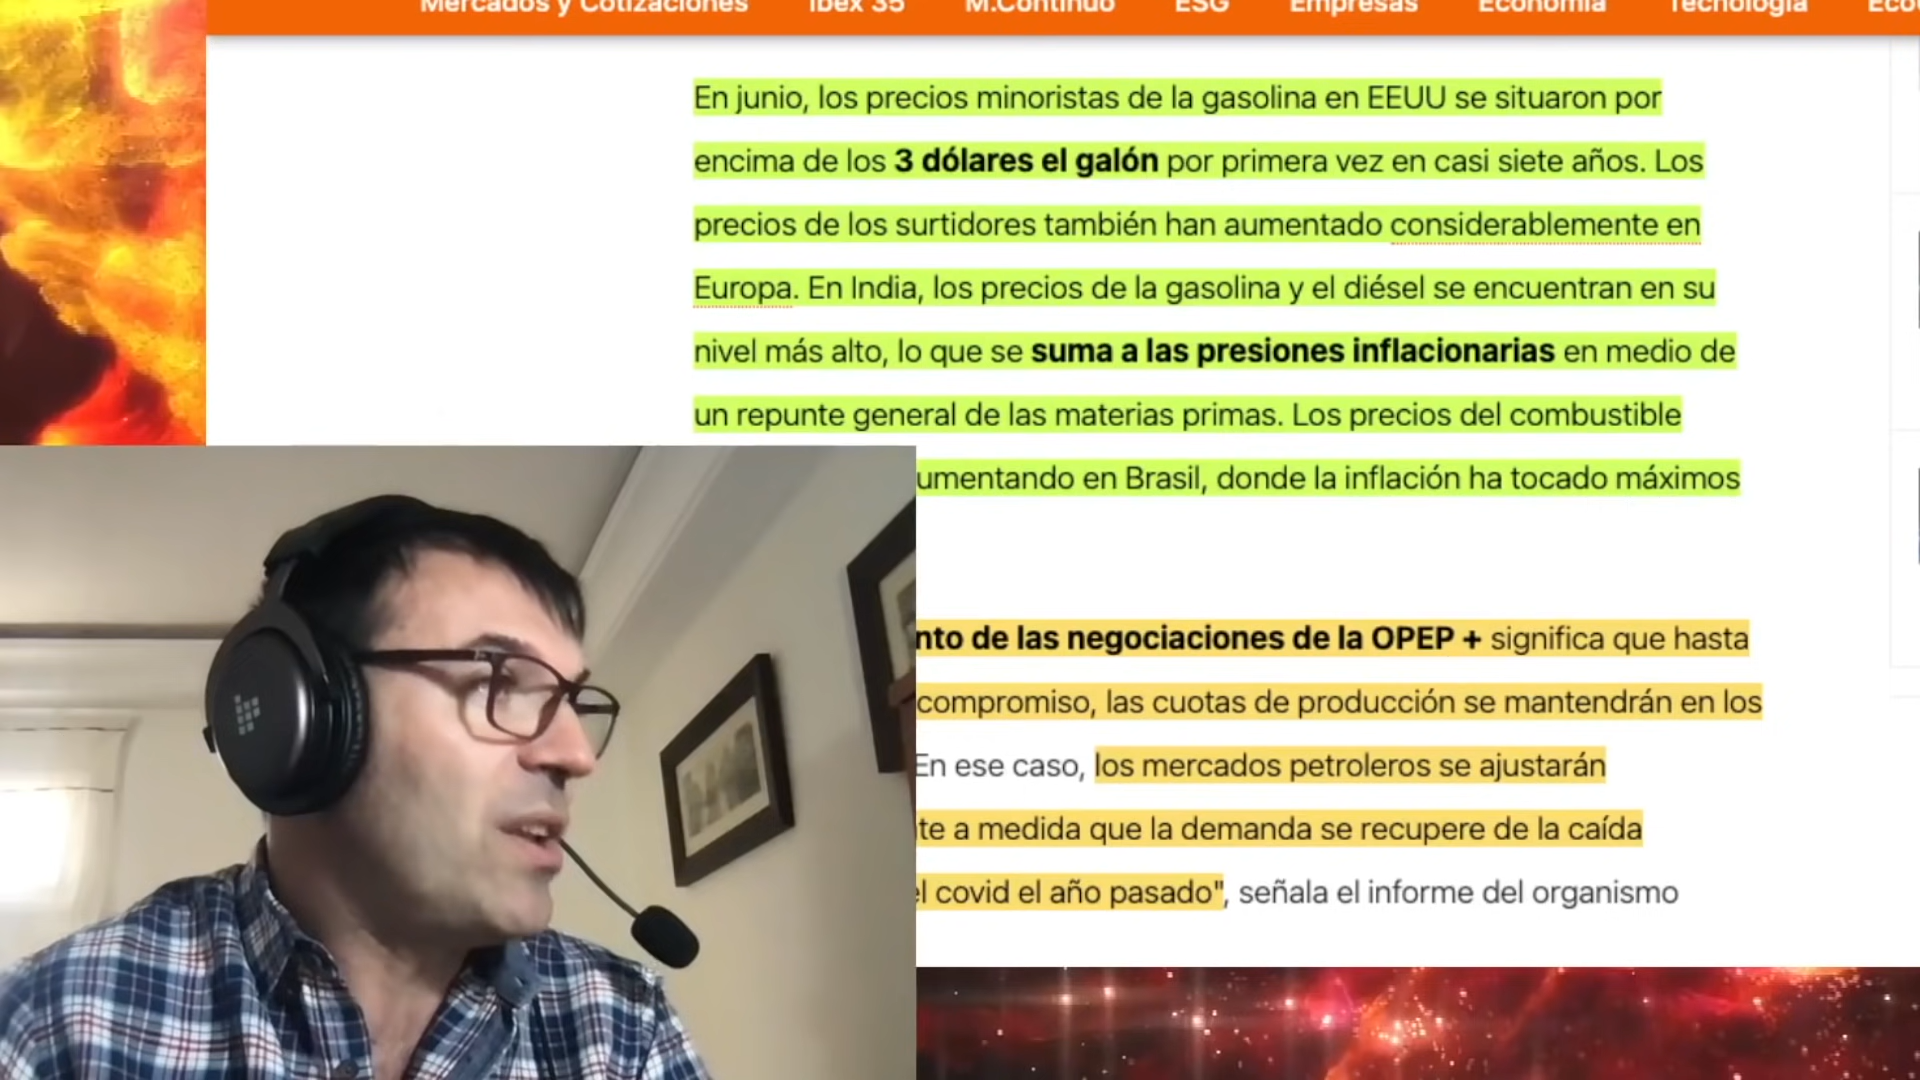 Mercados y Cotizaciones Ibex 35 M.Continuo ESG Empresas Economía Tecnología
En junio, los precios minoristas de la gasolina en EEUU se situaron por
encima de los 3 dólares el galón por primera vez en casi siete años. Los
precios de los surtidores también han aumentado considerablemente en
Europa. En India, los precios de la gasolina y el diésel se encuentran en su
nivel más alto, lo que se suma a las presiones inflacionarias en medio de
un repunte general de las materias primas. Los precios del combustible
umentando en Brasil, donde la inflación ha tocado máximos
nto de las negociaciones de la OPEP + significa que hasta
compromiso, las cuotas de producción se mantendrán en los
En ese caso, los mercados petroleros se ajustarán
te a medida que la demanda se recupere de la caída
el covid el año pasado", señala el informe del organismo